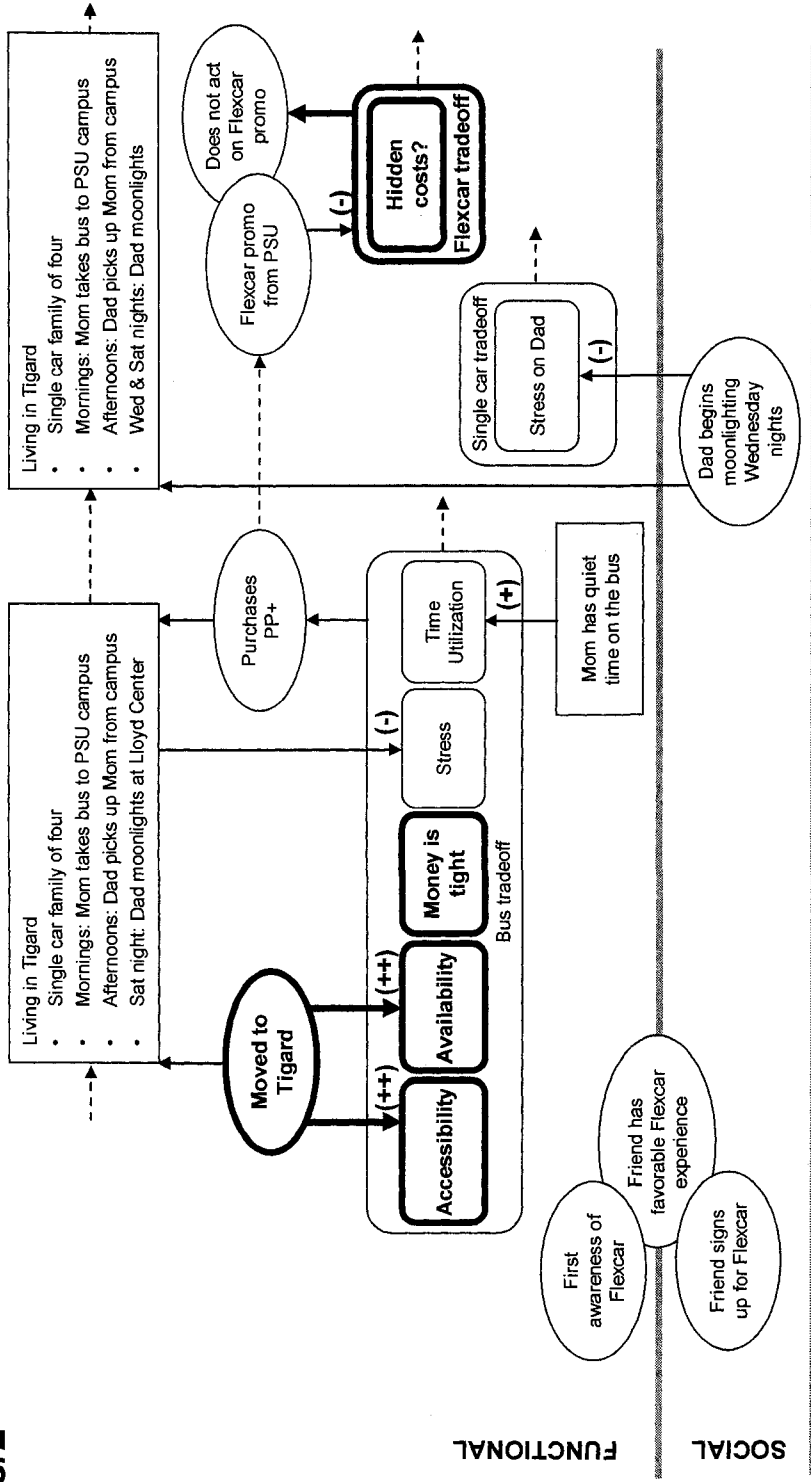 Living in Tigard
• Single car family of four
• Mornings: Mom takes bus to PSU campus
• Afternoons: Dad picks up Mom from campus
• Sat night: Dad moonlights at Lloyd Center
Living in Tigard
• Single car family of four
• Mornings: Mom takes bus to PSU campus
• Afternoons: Dad picks up Mom from campus
• Wed & Sat nights: Dad moonlights
Moved to
Tigard
Purchases
PP+
Flexcar promo
from PSU
Does not act
on Flexcar
promo
(++)
(++)
(-)
(-)
Accessibility
Availability
Money is
tight
Stress
Time
Utilization
Bus tradeoff
(+)
Hidden
costs?
Flexcar tradeoff
Single car tradeoff
Stress on Dad
(-)
Mom has quiet
time on the bus
First
awareness of
Flexcar
Friend has
favorable Flexcar
experience
Friend signs
up for Flexcar
Dad begins
moonlighting
Wednesday
nights
FUNCTIONAL
SOCIAL